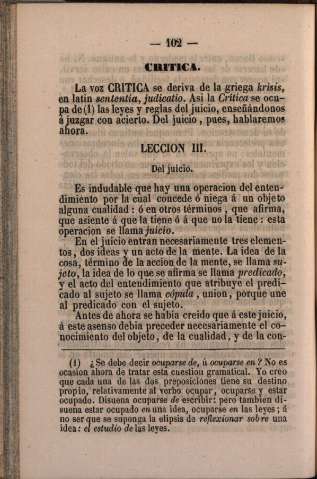 — 102 —
CRITICA.
La voz CRITICA se deriva de la griega krisis,
en latin sententia, judicatio. Asi la Crítica se ocu-
pa de (1) las leyes y reglas del juicio, enseñándonos
á juzgar con acierto. Del juicio, pues, hablaremos
ahora.
LECCION III.
Del juicio.
Es indudable que hay una operacion del enten-
dimiento por la cual concede ó niega á un objeto
alguna cualidad: ó en otros términos, que afirma,
que asiente á que la tiene ó á que no la tiene: esta
operacion se llama juicio.
En el juicio entran necesariamente tres elemen-
tos, dos ideas y un acto de la mente. La idea de la
cosa, término de la accion de la mente, se llama su-
jeto, la idea de lo que se afirma se llama predicado,
y el acto del entendimiento que atribuye el predi-
cado al sujeto se llama cópula, union, porque une
al predicado con el sujeto.
Antes de ahora se habia creido que á este juicio,
á este asenso debia preceder necesariamente el co-
nocimiento del objeto, de la cualidad, y de la con-
(1) ¿Se debe decir ocuparse de, ú ocuparse en? No es
ocasion ahora de tratar esta cuestion gramatical. Yo creo
que cada una de las dos preposiciones tiene su destino
propio, relativamente al verbo ocupar, ocuparse y estar
ocupado. Disuena ocuparse de escribir: pero tambien di-
suena estar ocupado en una idea, ocuparse en las leyes; á
no ser que se suponga la elipsis de reflexionar sobre una
idea: el estudio de las leyes.